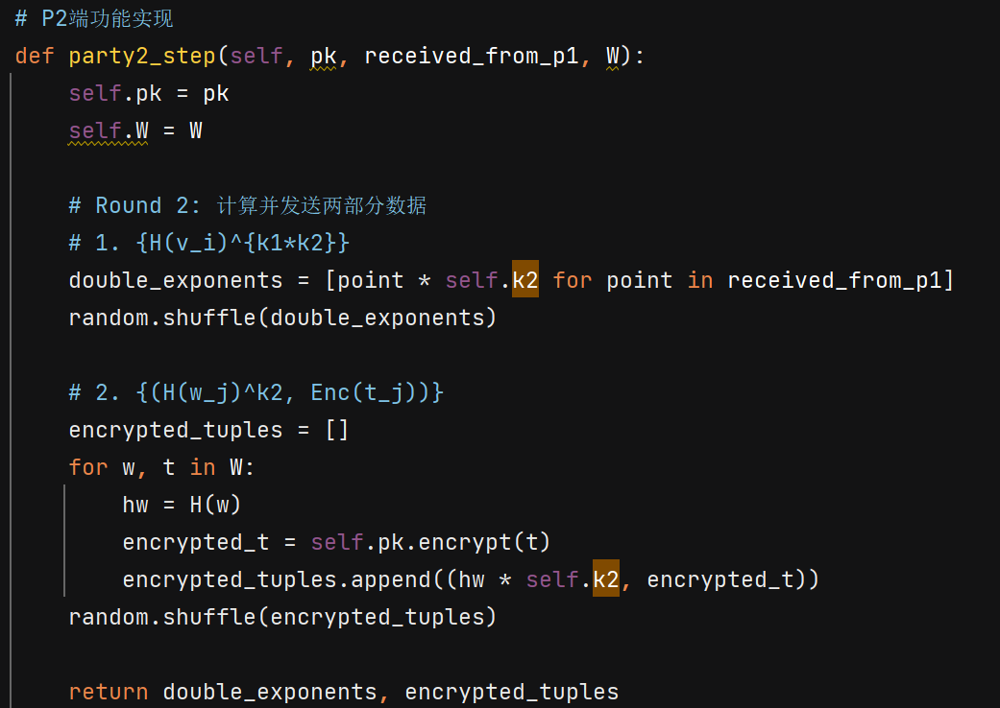 # P2端功能实现
def party2_step(self, pk, received_from_p1, W):
    self.pk = pk
    self.W = W
    # Round 2: 计算并发送两部分数据
    # 1. {H(v_i)^{k1*k2}}
    double_exponents = [point * self.k2 for point in received_from_p1]
    random.shuffle(double_exponents)
    # 2. {(H(w_j)^k2, Enc(t_j))}
    encrypted_tuples = []
    for w, t in W:
        hw = H(w)
        encrypted_t = self.pk.encrypt(t)
        encrypted_tuples.append((hw * self.k2, encrypted_t))
    random.shuffle(encrypted_tuples)
    return double_exponents, encrypted_tuples